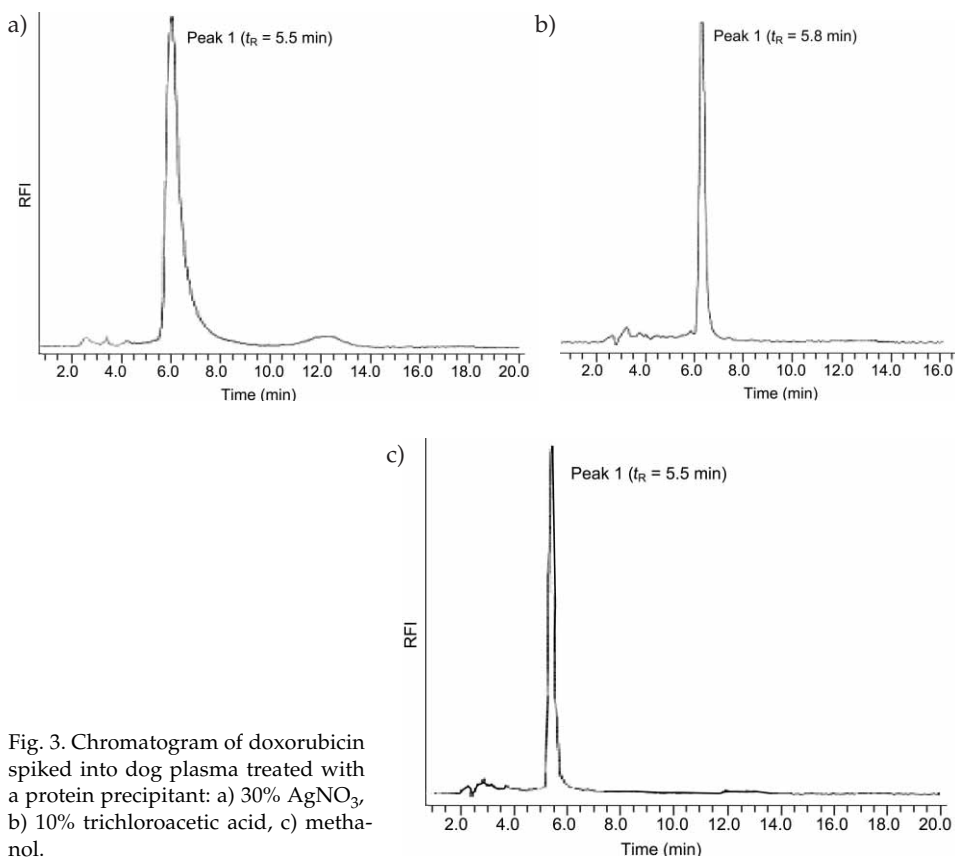 a)
Peak 1 (tR = 5.5 min)
RFI
2.0 4.0 6.0 8.0 10.0 12.0 14.0 16.0 18.0 20.0
Time (min)
b)
Peak 1 (tR = 5.8 min)
2.0 4.0 6.0 8.0 10.0 12.0 14.0 16.0
Time (min)
c)
Peak 1 (tR = 5.5 min)
RFI
2.0 4.0 6.0 8.0 10.0 12.0 14.0 16.0 18.0 20.0
Time (min)
Fig. 3. Chromatogram of doxorubicin
spiked into dog plasma treated with
a protein precipitant: a) 30% AgNO3,
b) 10% trichloroacetic acid, c) metha-
nol.